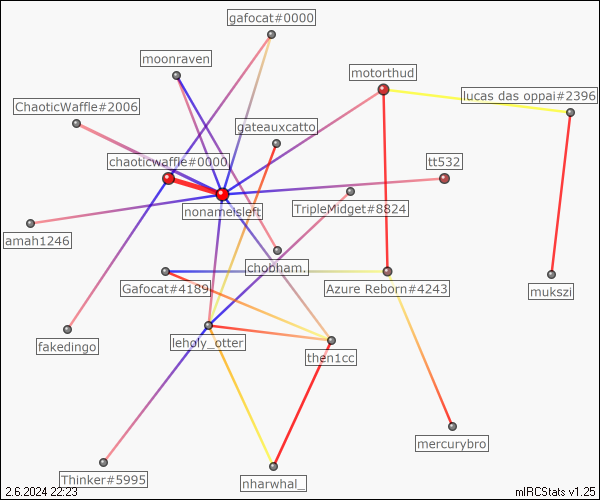 gafocat#0000
moonraven
motorthud
lucas das oppai#2396
ChaoticWaffle#2006
gateauxcatto
chaoticwaffle#0000
tt532
nonameisleft
TripleMidget#8824
amah1246
chobham.
Gafocat#4189
Azure Reborn#4243
mukszi
fakedingo
leholy_otter
then1cc
mercurybro
Thinker#5995
nharwhal_
2.6.2024 22:23
mIRCStats v1.25